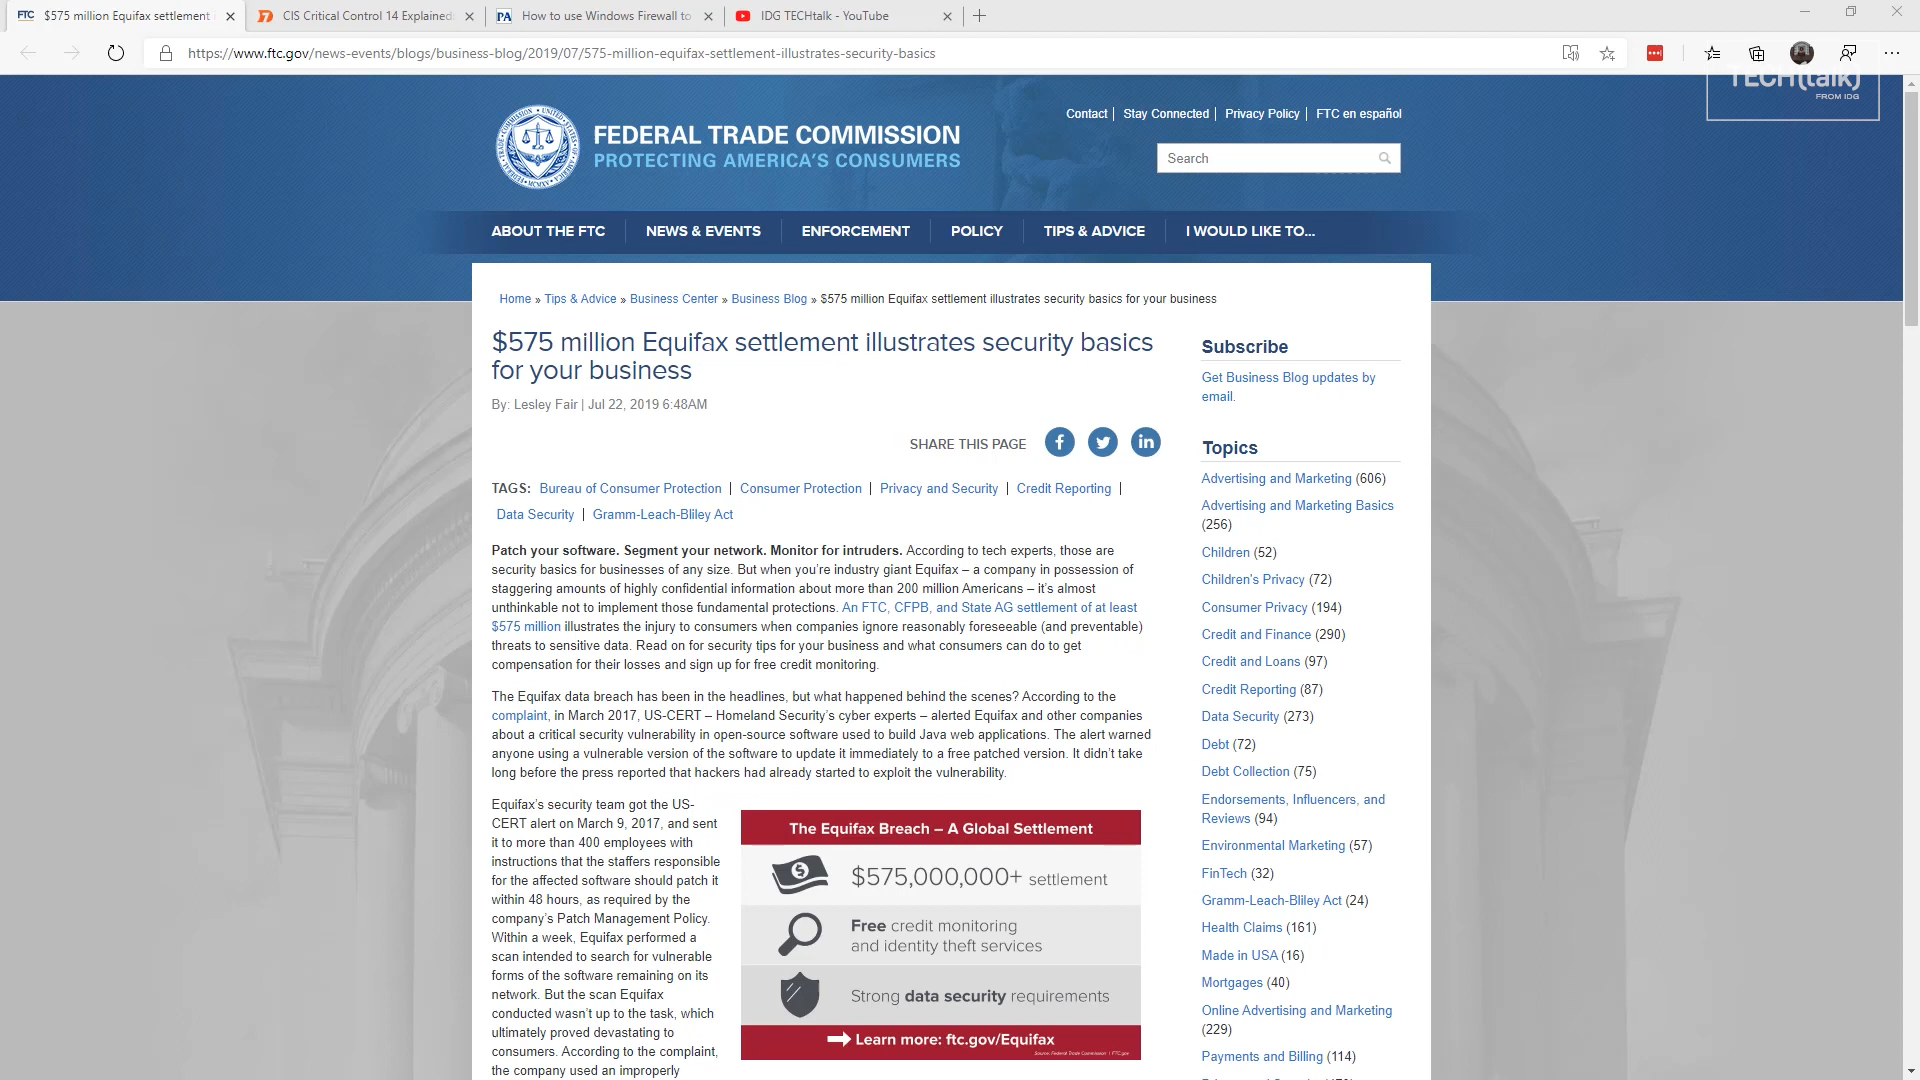 FTC $575 million Equifax settlement
CIS Critical Control 14 Explained:
PA How to use Windows Firewall to
IDG TECHtalk - YouTube
https://www.ftc.gov/news-events/blogs/business-blog/2019/07/575-million-equifax-settlement-illustrates-security-basics
TECH(talk)
FROM IDG
Contact | Stay Connected | Privacy Policy | FTC en español
FEDERAL TRADE COMMISSION
PROTECTING AMERICA'S CONSUMERS
Search
ABOUT THE FTC
NEWS & EVENTS
ENFORCEMENT
POLICY
TIPS & ADVICE
I WOULD LIKE TO...
Home » Tips & Advice » Business Center » Business Blog » $575 million Equifax settlement illustrates security basics for your business
$575 million Equifax settlement illustrates security basics
for your business
By: Lesley Fair | Jul 22, 2019 6:48AM
SHARE THIS PAGE
TAGS: Bureau of Consumer Protection | Consumer Protection | Privacy and Security | Credit Reporting |
Data Security | Gramm-Leach-Bliley Act
Patch your software. Segment your network. Monitor for intruders. According to tech experts, those are
security basics for businesses of any size. But when you're industry giant Equifax – a company in possession of
staggering amounts of highly confidential information about more than 200 million Americans – it's almost
unthinkable not to implement those fundamental protections. An FTC, CFPB, and State AG settlement of at least
$575 million illustrates the injury to consumers when companies ignore reasonably foreseeable (and preventable)
threats to sensitive data. Read on for security tips for your business and what consumers can do to get
compensation for their losses and sign up for free credit monitoring.
The Equifax data breach has been in the headlines, but what happened behind the scenes? According to the
complaint, in March 2017, US-CERT – Homeland Security's cyber experts – alerted Equifax and other companies
about a critical security vulnerability in open-source software used to build Java web applications. The alert warned
anyone using a vulnerable version of the software to update it immediately to a free patched version. It didn't take
long before the press reported that hackers had already started to exploit the vulnerability.
Equifax's security team got the US-
CERT alert on March 9, 2017, and sent
it to more than 400 employees with
instructions that the staffers responsible
for the affected software should patch it
within 48 hours, as required by the
company's Patch Management Policy.
Within a week, Equifax performed a
scan intended to search for vulnerable
forms of the software remaining on its
network. But the scan Equifax
conducted wasn't up to the task, which
ultimately proved devastating to
consumers. According to the complaint,
the company used an improperly
The Equifax Breach – A Global Settlement
$575,000,000+ settlement
Free credit monitoring
and identity theft services
Strong data security requirements
Learn more: ftc.gov/Equifax
Source: Federal Trade Commission | FTC.gov
Subscribe
Get Business Blog updates by
email.
Topics
Advertising and Marketing (606)
Advertising and Marketing Basics
(256)
Children (52)
Children's Privacy (72)
Consumer Privacy (194)
Credit and Finance (290)
Credit and Loans (97)
Credit Reporting (87)
Data Security (273)
Debt (72)
Debt Collection (75)
Endorsements, Influencers, and
Reviews (94)
Environmental Marketing (57)
FinTech (32)
Gramm-Leach-Bliley Act (24)
Health Claims (161)
Made in USA (16)
Mortgages (40)
Online Advertising and Marketing
(229)
Payments and Billing (114)